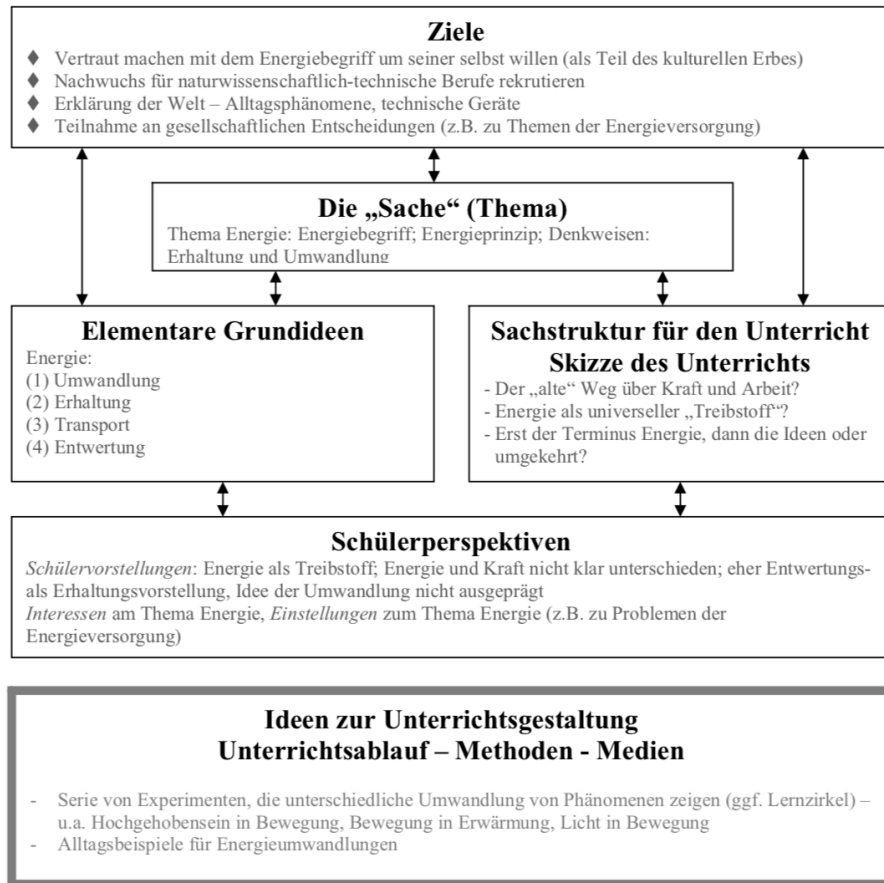 Ziele
♦ Vertraut machen mit dem Energiebegriff um seiner selbst willen (als Teil des kulturellen Erbes)
♦ Nachwuchs für naturwissenschaftlich-technische Berufe rekrutieren
♦ Erklärung der Welt – Alltagsphänomene, technische Geräte
♦ Teilnahme an gesellschaftlichen Entscheidungen (z.B. zu Themen der Energieversorgung)
Die „Sache“ (Thema)
Thema Energie: Energiebegriff; Energieprinzip; Denkweisen:
Erhaltung und Umwandlung
Elementare Grundideen
Energie:
(1) Umwandlung
(2) Erhaltung
(3) Transport
(4) Entwertung
Sachstruktur für den Unterricht
Skizze des Unterrichts
- Der „alte“ Weg über Kraft und Arbeit?
- Energie als universeller „Treibstoff“?
- Erst der Terminus Energie, dann die Ideen oder
umgekehrt?
Schülerperspektiven
Schülervorstellungen: Energie als Treibstoff; Energie und Kraft nicht klar unterschieden; eher Entwertungs-
als Erhaltungsvorstellung, Idee der Umwandlung nicht ausgeprägt
Interessen am Thema Energie, Einstellungen zum Thema Energie (z.B. zu Problemen der
Energieversorgung)
Ideen zur Unterrichtsgestaltung
Unterrichtsablauf – Methoden - Medien
- Serie von Experimenten, die unterschiedliche Umwandlung von Phänomenen zeigen (ggf. Lernzirkel) –
u.a. Hochgehobensein in Bewegung, Bewegung in Erwärmung, Licht in Bewegung
- Alltagsbeispiele für Energieumwandlungen